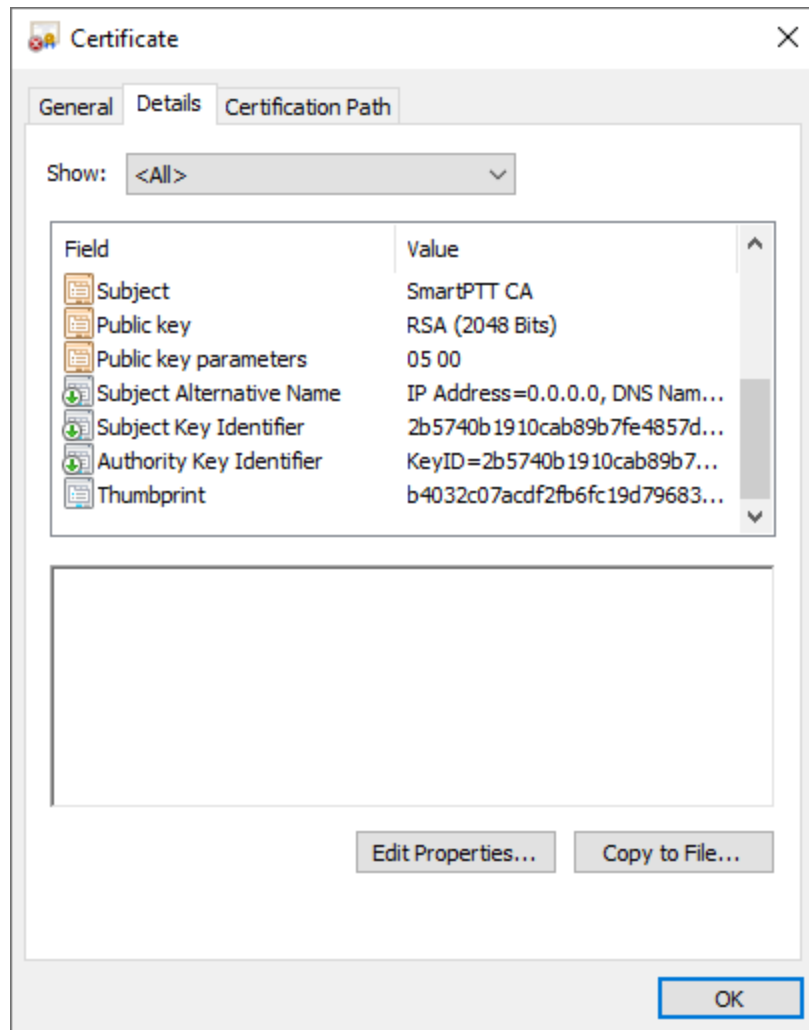 Certificate
General Details Certification Path
Show: <All>
Field Value
Subject SmartPTT CA
Public key RSA (2048 Bits)
Public key parameters 05 00
Subject Alternative Name IP Address=0.0.0.0, DNS Nam...
Subject Key Identifier 2b5740b1910cab89b7fe4857d...
Authority Key Identifier KeyID=2b5740b1910cab89b7...
Thumbprint b4032c07acdf2fb6fc19d79683...
Edit Properties... Copy to File...
OK